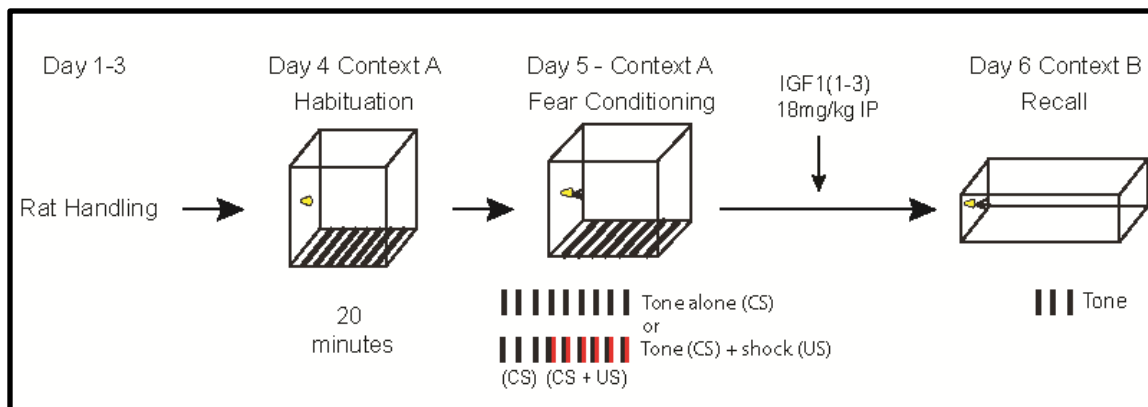 Day 1-3
Rat Handling
Day 4 Context A
Habituation
20
minutes
Day 5 - Context A
Fear Conditioning
Tone alone (CS)
or
Tone (CS) + shock (US)
(CS) (CS + US)
IGF1(1-3)
18mg/kg IP
Day 6 Context B
Recall
Tone